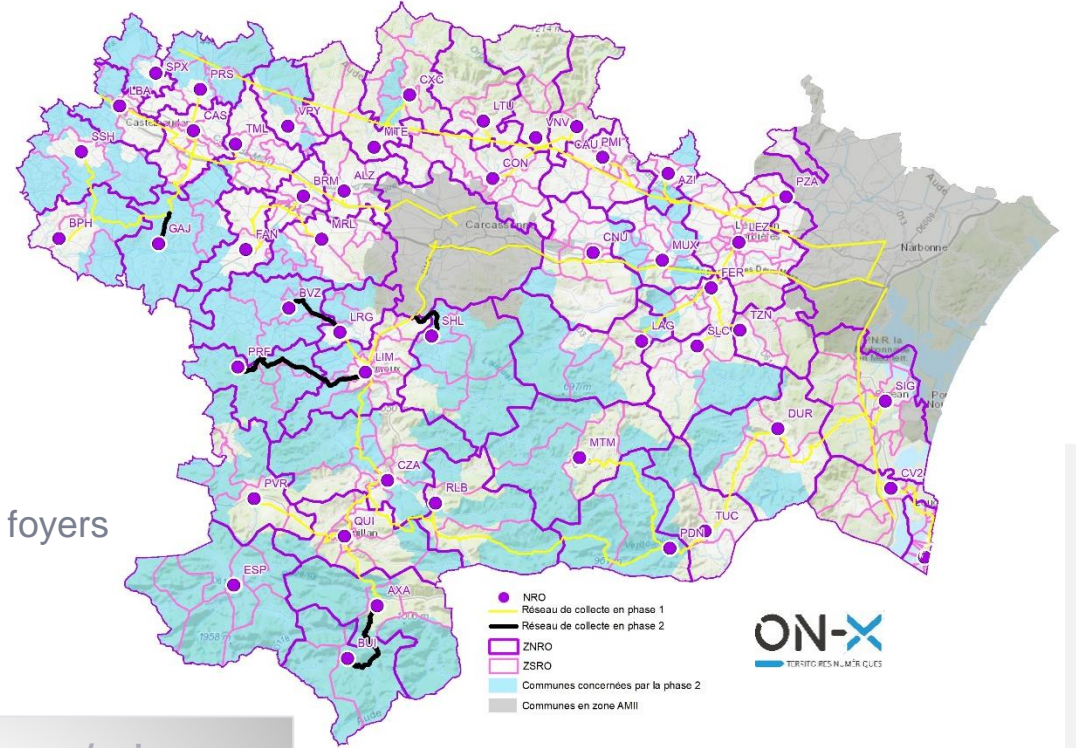 SPX
PRS
LBA
CAS
CXC
VPY
LTU
SSH
TML
MTE
VNV
CAU
PMI
CON
AZI
BRM
ALZ
PZA
BPH
GAJ
FAN
MRL
Carcassonne
CNU
MUX
LEZ
Narbonne
FER
BVZ
LRG
SHL
LAG
SLC
TZN
PRF
LIM
SIG
MTM
DUR
PVR
CZA
RLB
CV2
foyers
QUI
PDN
TUC
ESP
AXA
BUI
Aude
NRO
Réseau de collecte en phase 1
Réseau de collecte en phase 2
ZNRO
ZSRO
Communes concernées par la phase 2
Communes en zone AMII
ON-X
TERRITOIRES NUMÉRIQUES